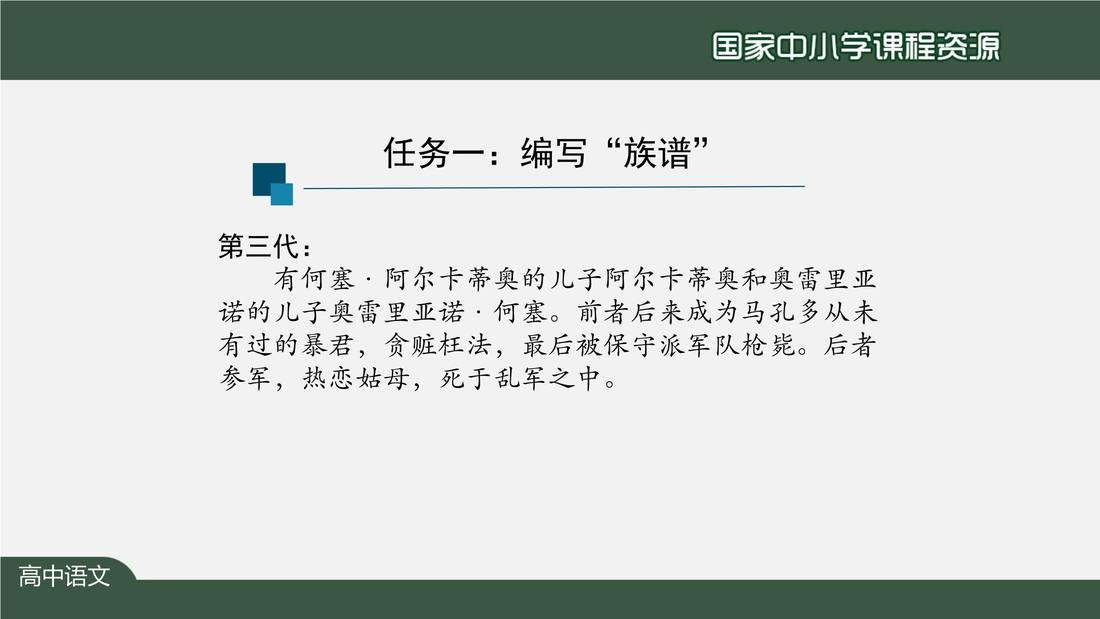 国家中小学课程资源
任务一：编写“族谱”
第三代：
有何塞·阿尔卡蒂奥的儿子阿尔卡蒂奥和奥雷里亚
诺的儿子奥雷里亚诺·何塞。前者后来成为马孔多从未
有过的暴君，贪赃枉法，最后被保守派军队枪毙。后者
参军，热恋姑母，死于乱军之中。
高中语文